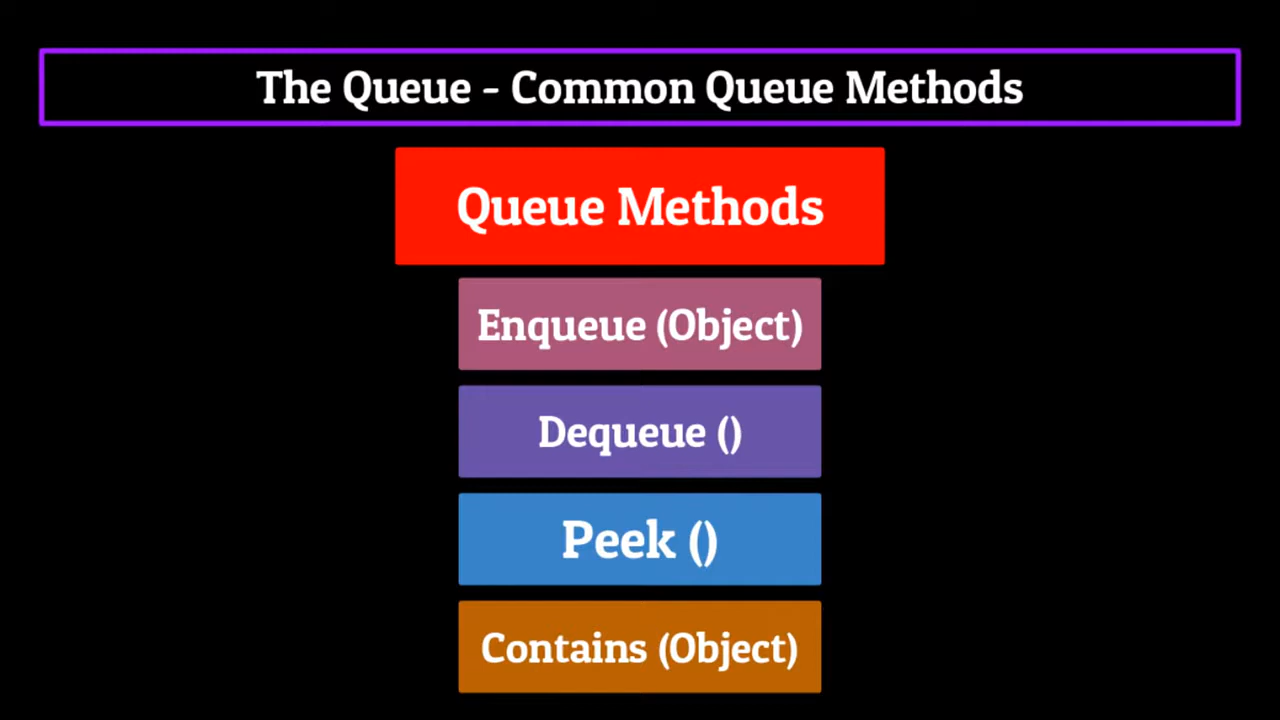 The Queue - Common Queue Methods
Queue Methods
Enqueue (Object)
Dequeue ()
Peek ()
Contains (Object)